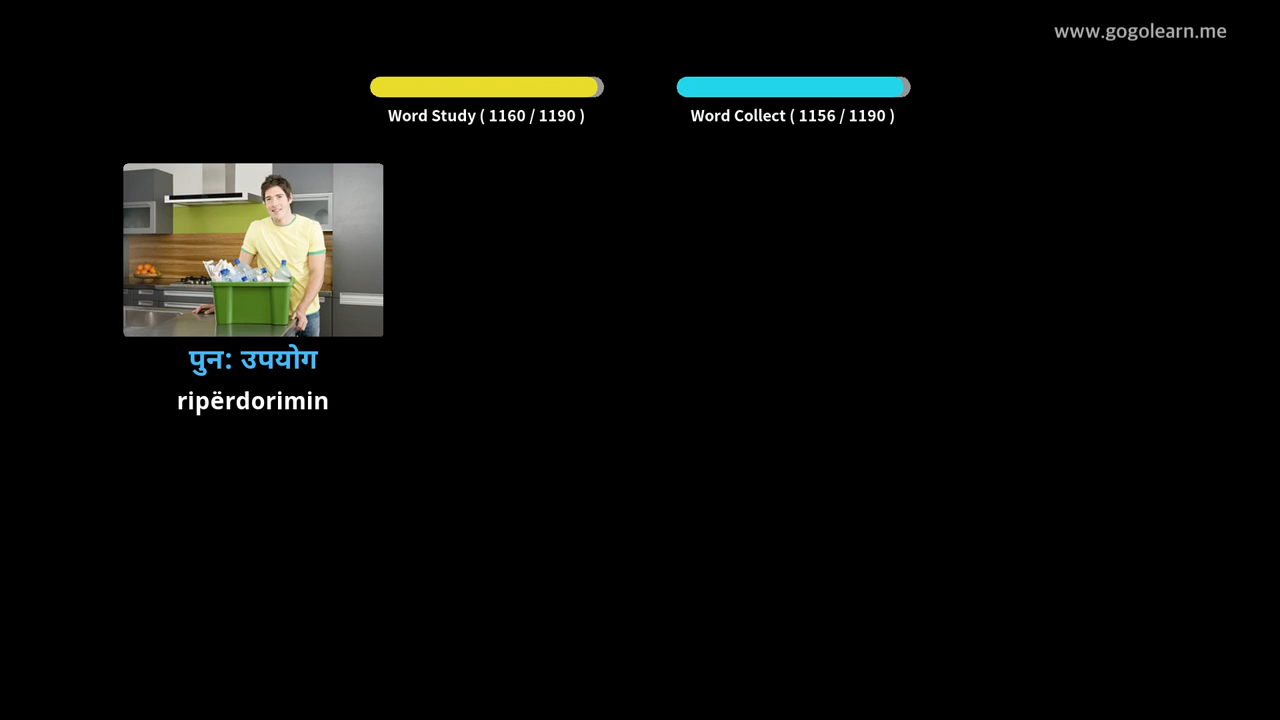 www.gogolearn.me
Word Study ( 1160 / 1190 )
Word Collect ( 1156 / 1190 )
पुन: उपयोग
ripërdorimin